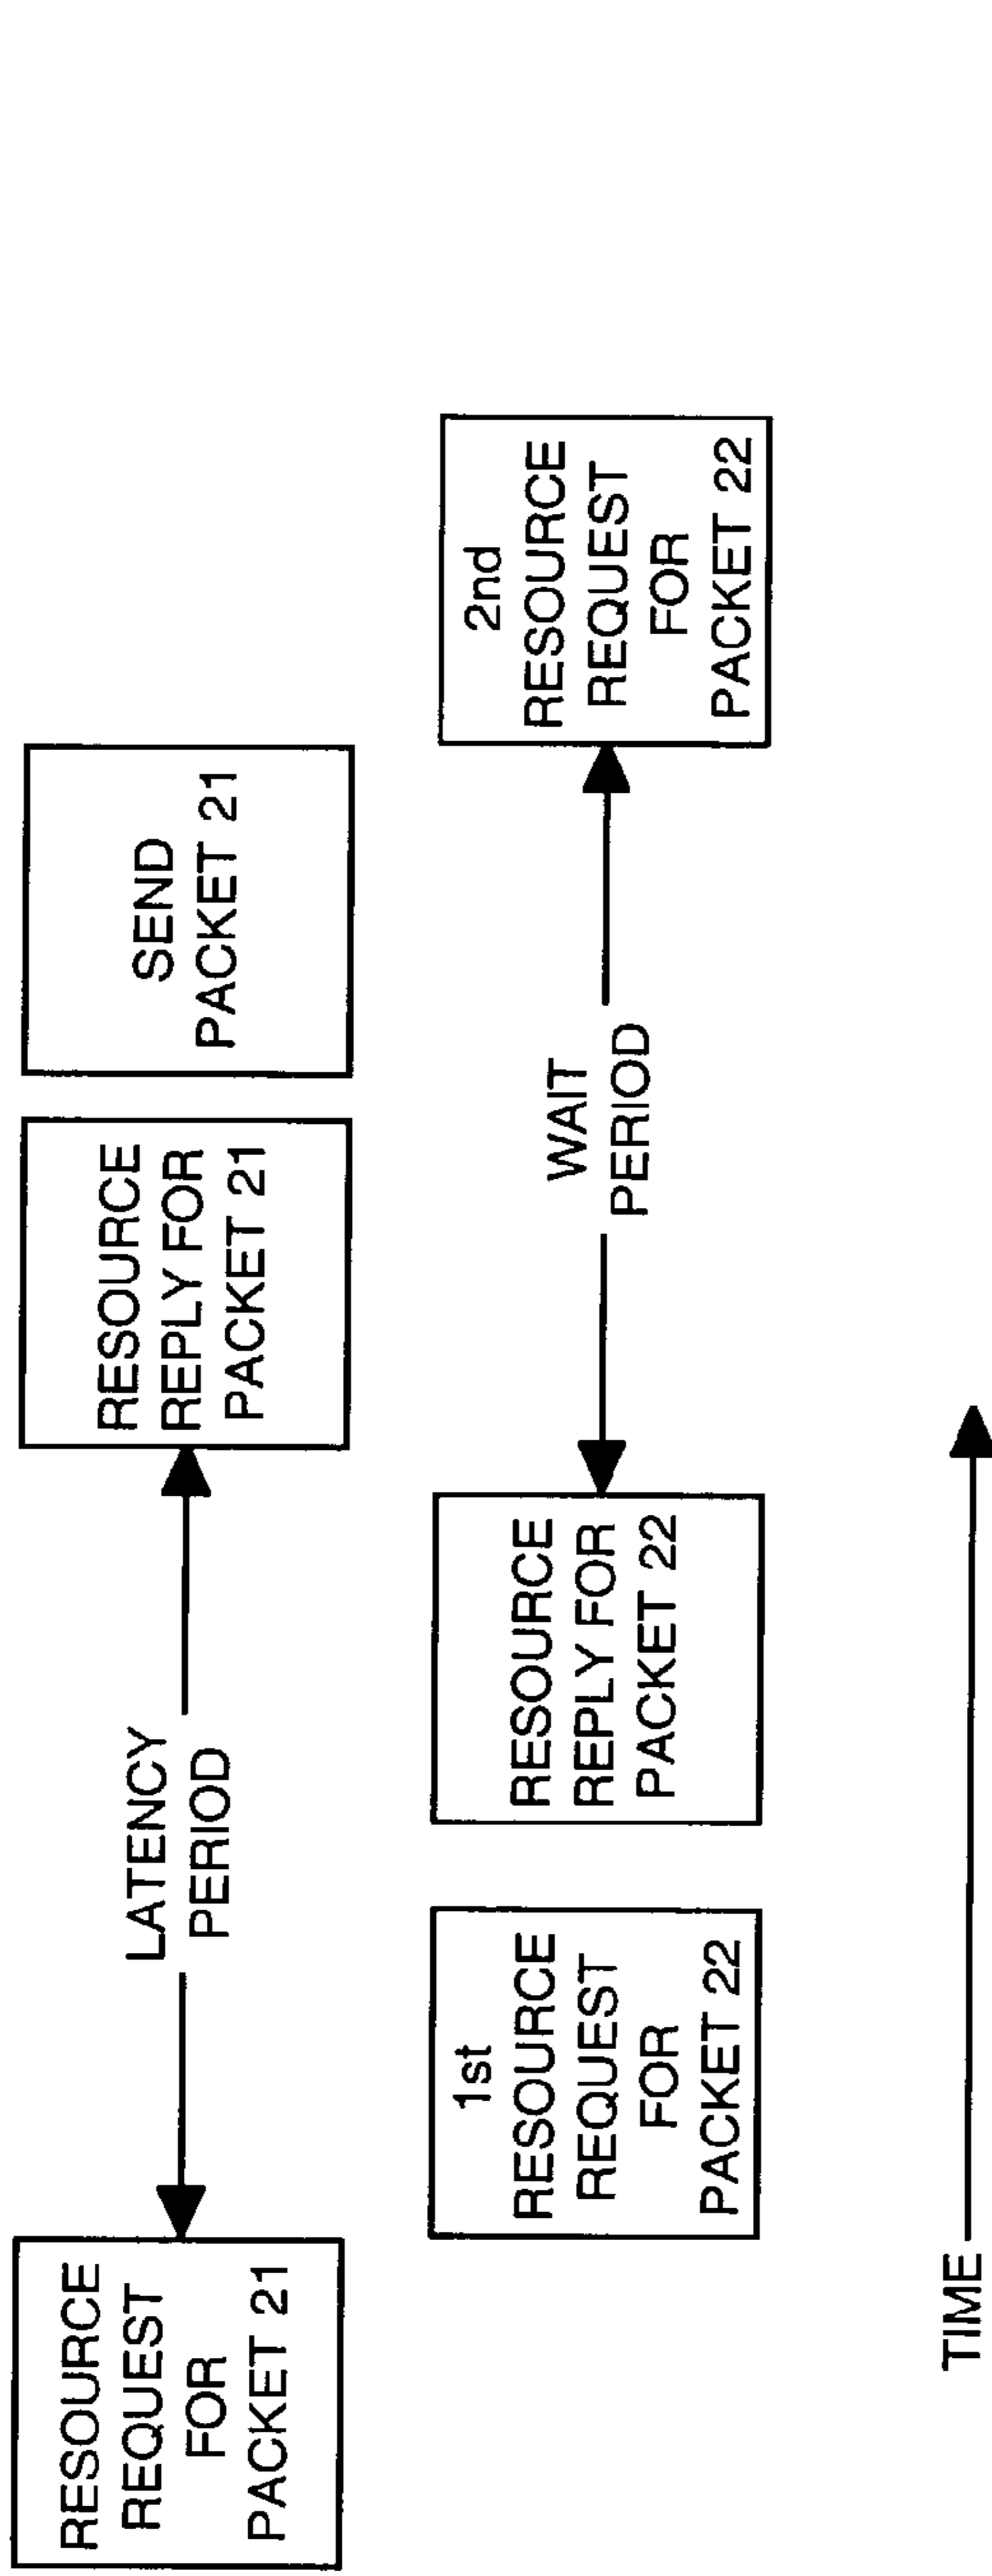 RESOURCE
REQUEST
FOR
PACKET 21
LATENCY
PERIOD
RESOURCE
REPLY FOR
PACKET 21
SEND
PACKET 21
1st
RESOURCE
REQUEST
FOR
PACKET 22
RESOURCE
REPLY FOR
PACKET 22
WAIT
PERIOD
2nd
RESOURCE
REQUEST
FOR
PACKET 22
TIME